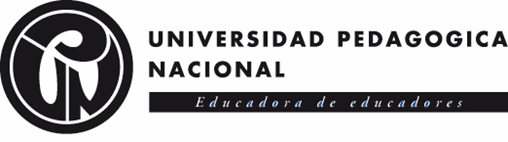 UNIVERSIDAD PEDAGOGICA
NACIONAL
Educadora de educadores